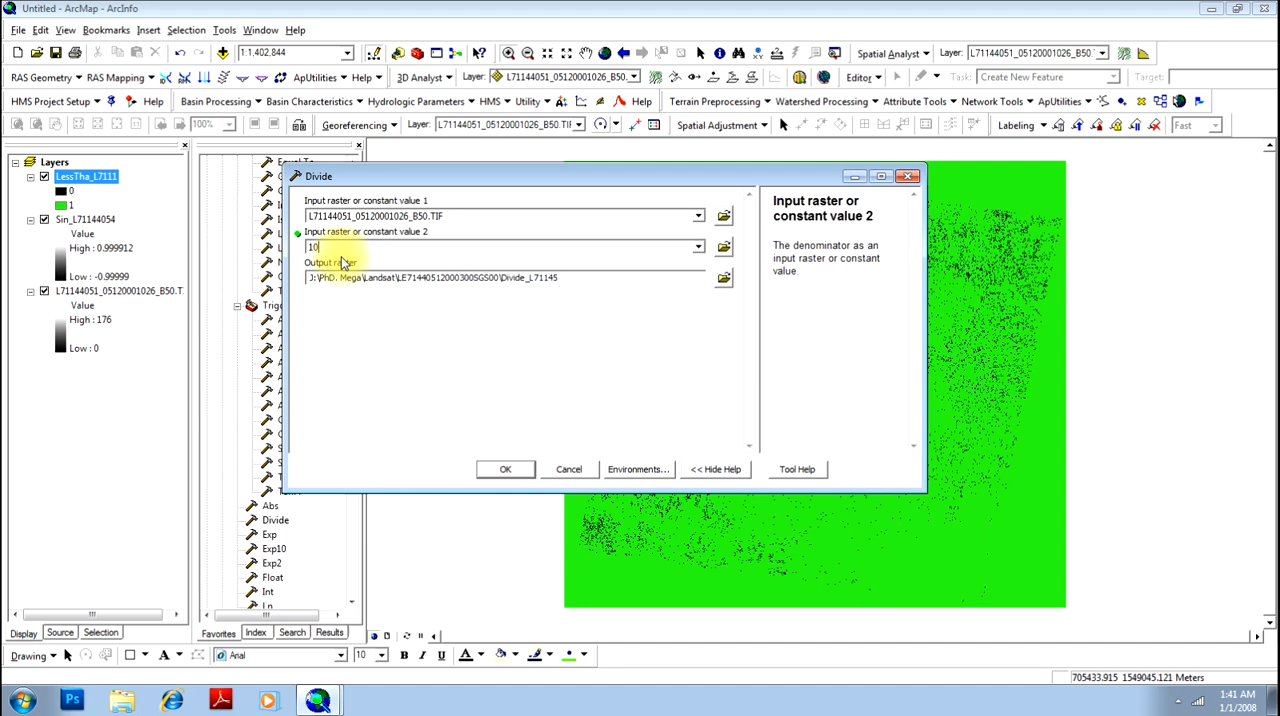 Untitled - ArcMap - ArcInfo
File Edit View Bookmarks Insert Selection Tools Window Help
1:1.402.844 Spatial Analyst Layer: L71144051_05120001026_B50.T
RAS Geometry RAS Mapping ApUtilities Help 3D Analyst Layer: L71144051_05120001026_B50. Editor Task: Create New Feature Target:
HMS Project Setup Help Basin Processing Basin Characteristics Hydrologic Parameters HMS Utility Help Terrain Preprocessing Watershed Processing Attribute Tools Network Tools ApUtilities Help
100% Georeferencing Layer: L71144051_05120001026_B50.TIF Spatial Adjustment Labeling Fast
Layers
LessTha_L7111
0
1
Sin_L71144054
Value
High : 0.999912
Low : -0.99999
L71144051_05120001026_B50.T
Value
High : 176
Low : 0
Display Source Selection
Equal To
Trig
Abs
Divide
Exp
Exp10
Exp2
Float
Int
Ln
Favorites Index Search Results
Divide
Input raster or constant value 1
L71144051_05120001026_B50.TIF
Input raster or constant value 2
10
Output raster
J:\PhD, Mega\Landsat\LE71440512000300SGS00\Divide_L71145
OK Cancel Environments... << Hide Help Tool Help
Input raster or
constant value 2
The denominator as an
input raster or constant
value.
Drawing A Arial 10 B I U A
705433.915 1549045.121 Meters
Ps
1:41 AM
1/1/2008